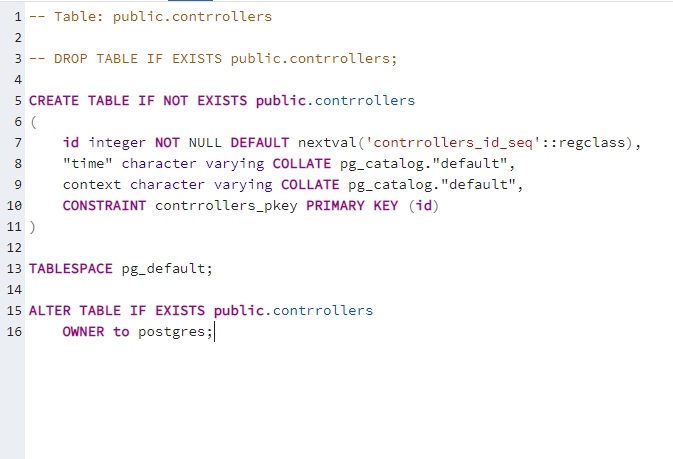 1 -- Table: public.contrrollers
2
3 -- DROP TABLE IF EXISTS public.contrrollers;
4
5 CREATE TABLE IF NOT EXISTS public.contrrollers
6 (
7     id integer NOT NULL DEFAULT nextval('contrrollers_id_seq'::regclass),
8     "time" character varying COLLATE pg_catalog."default",
9     context character varying COLLATE pg_catalog."default",
10     CONSTRAINT contrrollers_pkey PRIMARY KEY (id)
11 )
12
13 TABLESPACE pg_default;
14
15 ALTER TABLE IF EXISTS public.contrrollers
16     OWNER to postgres;